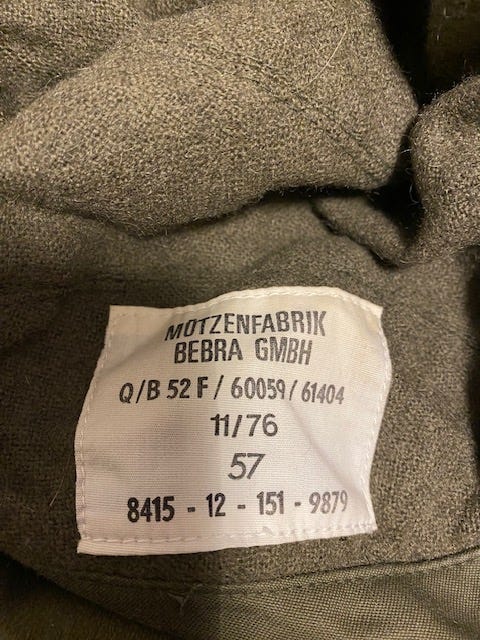 MÜTZENFABRIK
BEBRA GMBH
Q/B 52 F / 60059 / 61404
11/76
57
8415 - 12 - 151 - 9879